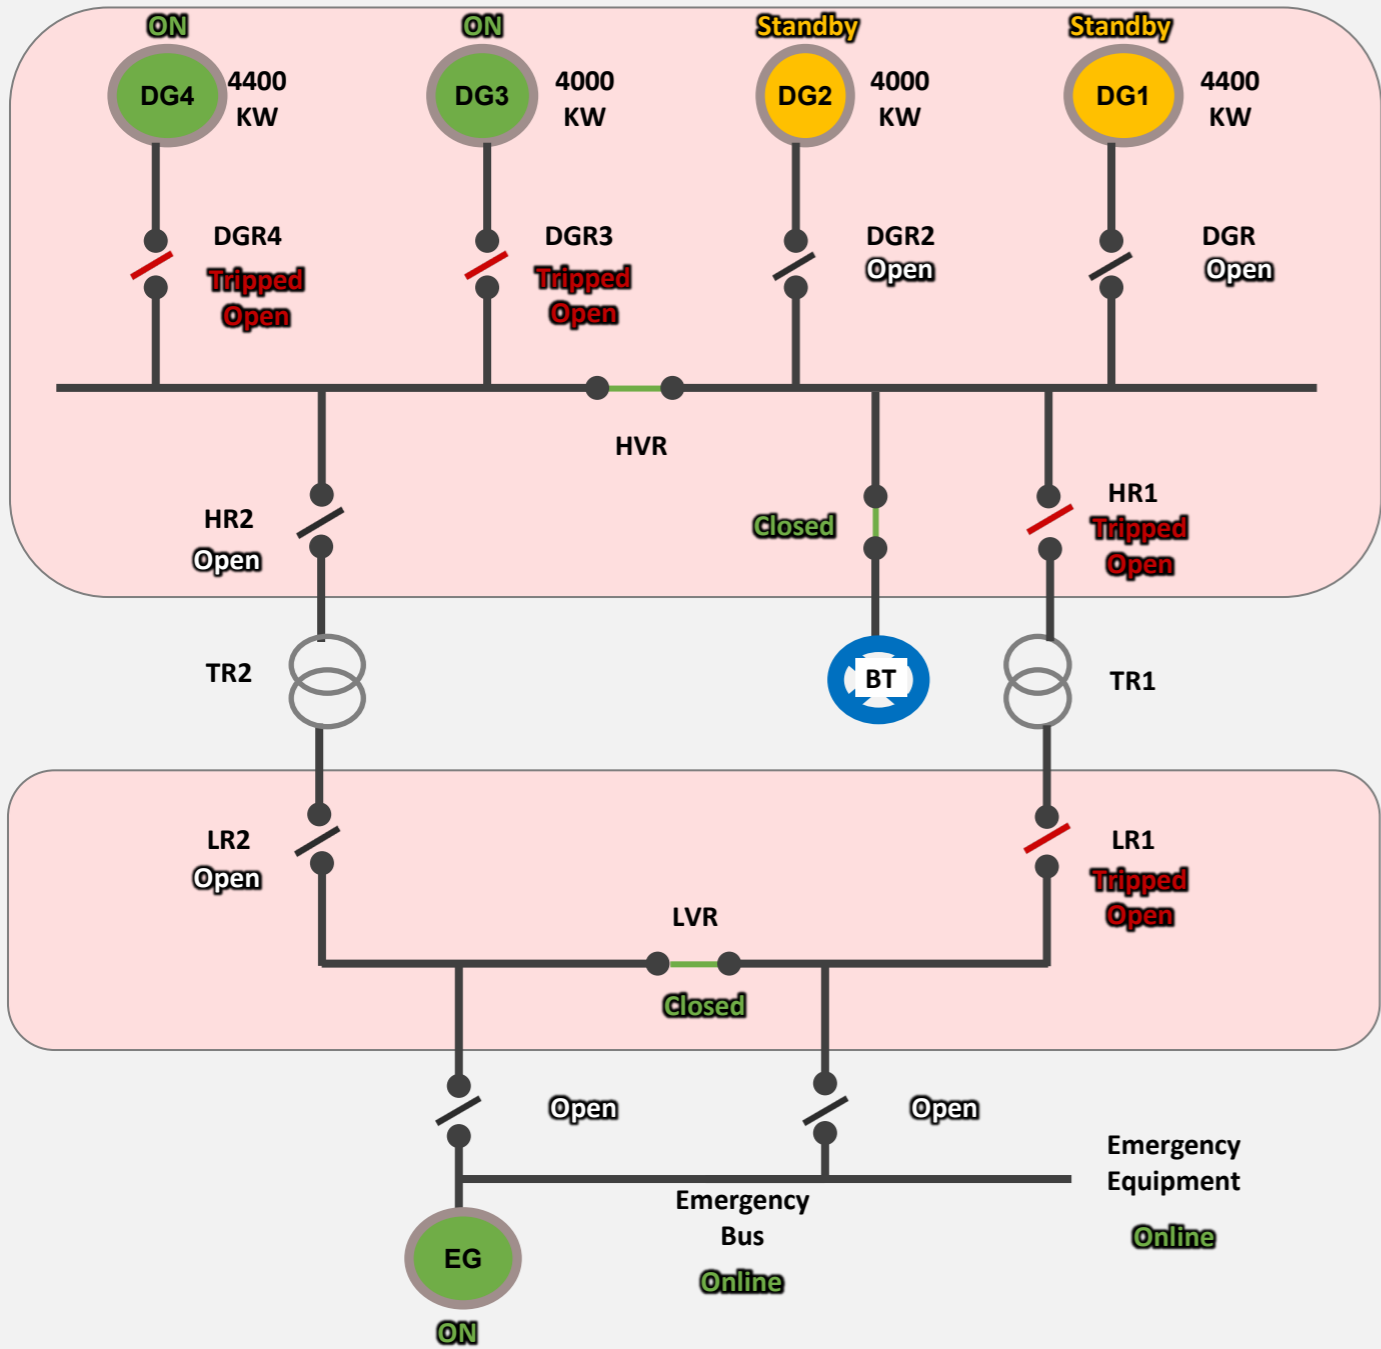 ON
ON
Standby
Standby
DG4
4400
KW
DG3
4000
KW
DG2
4000
KW
DG1
4400
KW
DGR4
Tripped
Open
DGR3
Tripped
Open
DGR2
Open
DGR
Open
HVR
HR2
Open
Closed
HR1
Tripped
Open
TR2
BT
TR1
LR2
Open
LR1
Tripped
Open
LVR
Closed
Open
Open
Emergency
Equipment
Online
Emergency
Bus
Online
EG
ON